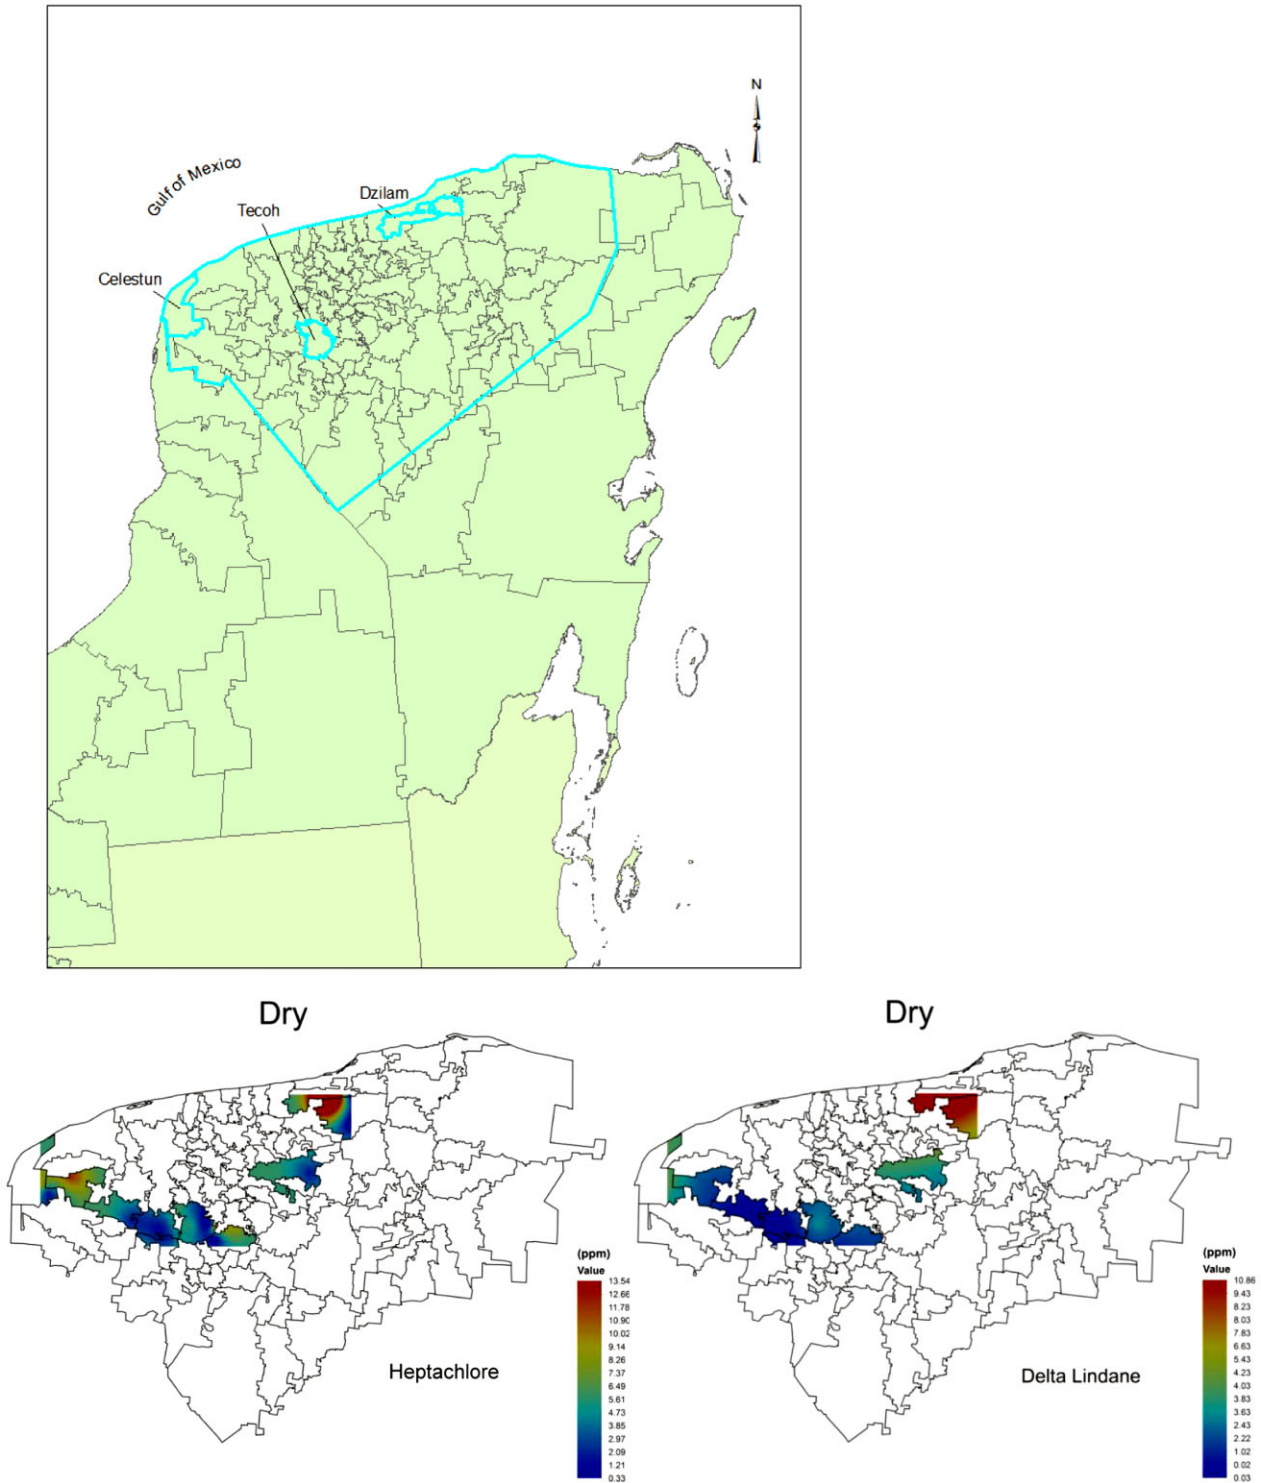 N
Gulf of Mexico
Dzilam
Tecoh
Celestun
Dry
Dry
(ppm)
Value
13.54
12.66
11.78
10.90
10.02
9.14
8.26
7.37
6.49
5.61
4.73
3.85
2.97
2.09
1.21
0.33
Heptachlore
(ppm)
Value
10.86
9.43
8.23
8.03
7.83
6.63
5.43
4.23
4.03
3.83
3.63
2.43
2.22
1.02
0.02
0.03
Delta Lindane